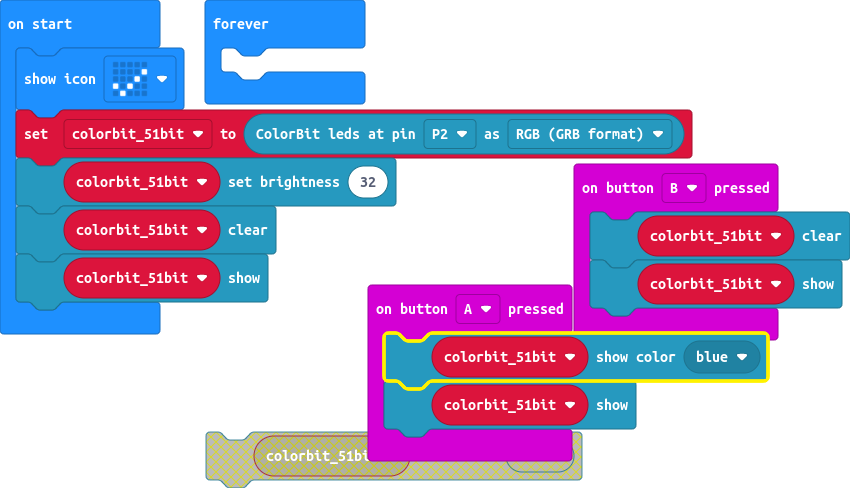 on start
show icon
set colorbit_51bit to ColorBit leds at pin P2 as RGB (GRB format)
colorbit_51bit set brightness 32
colorbit_51bit clear
colorbit_51bit show
forever
on button B pressed
colorbit_51bit clear
colorbit_51bit show
on button A pressed
colorbit_51bit show color blue
colorbit_51bit show